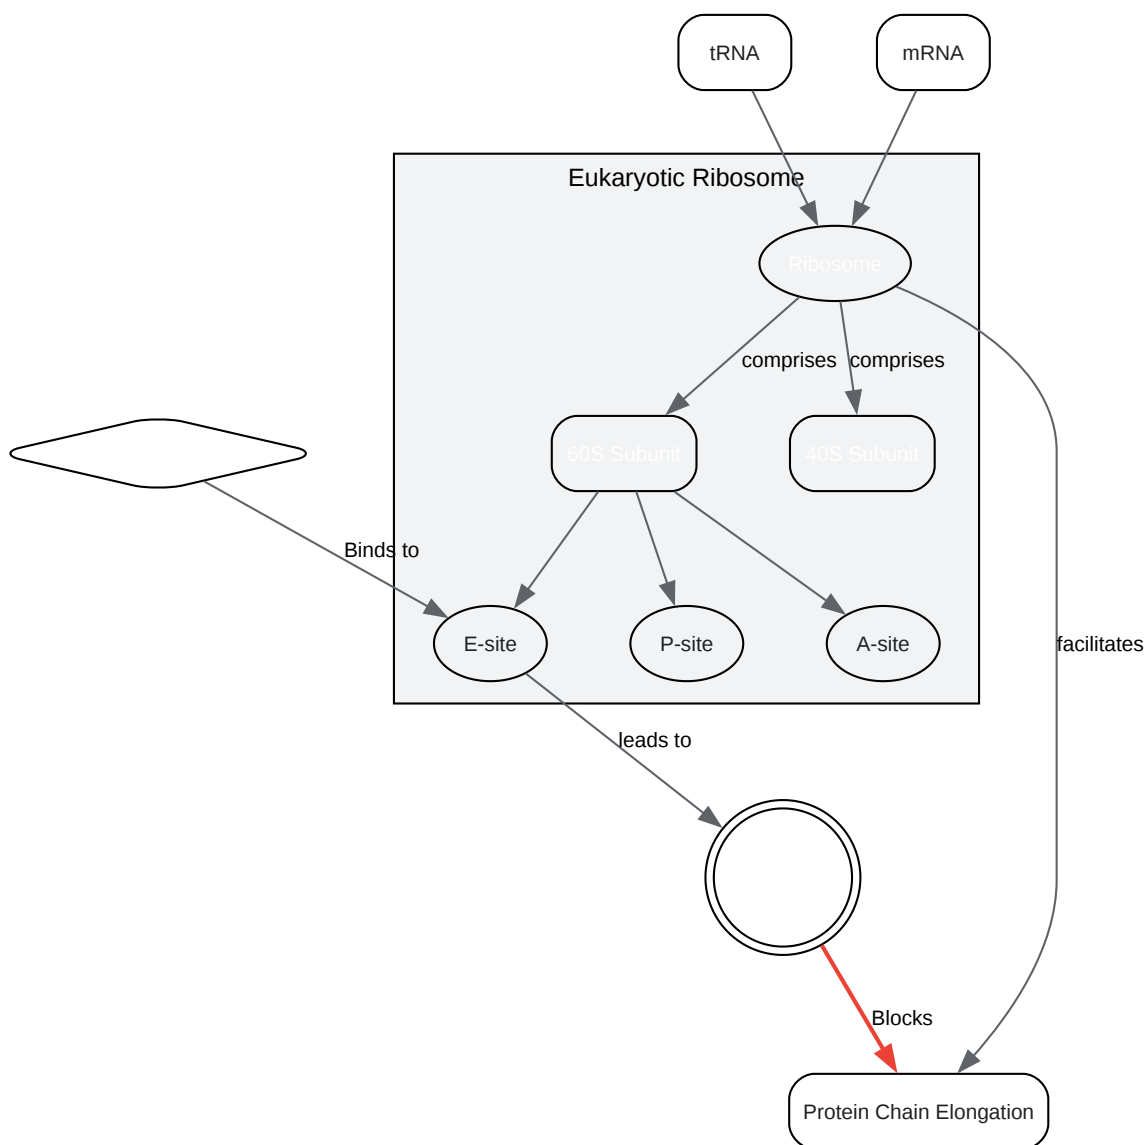 tRNA
mRNA
Eukaryotic Ribosome
Ribosome
comprises
comprises
60S Subunit
40S Subunit
Binds to
E-site
P-site
A-site
facilitates
leads to
Blocks
Protein Chain Elongation